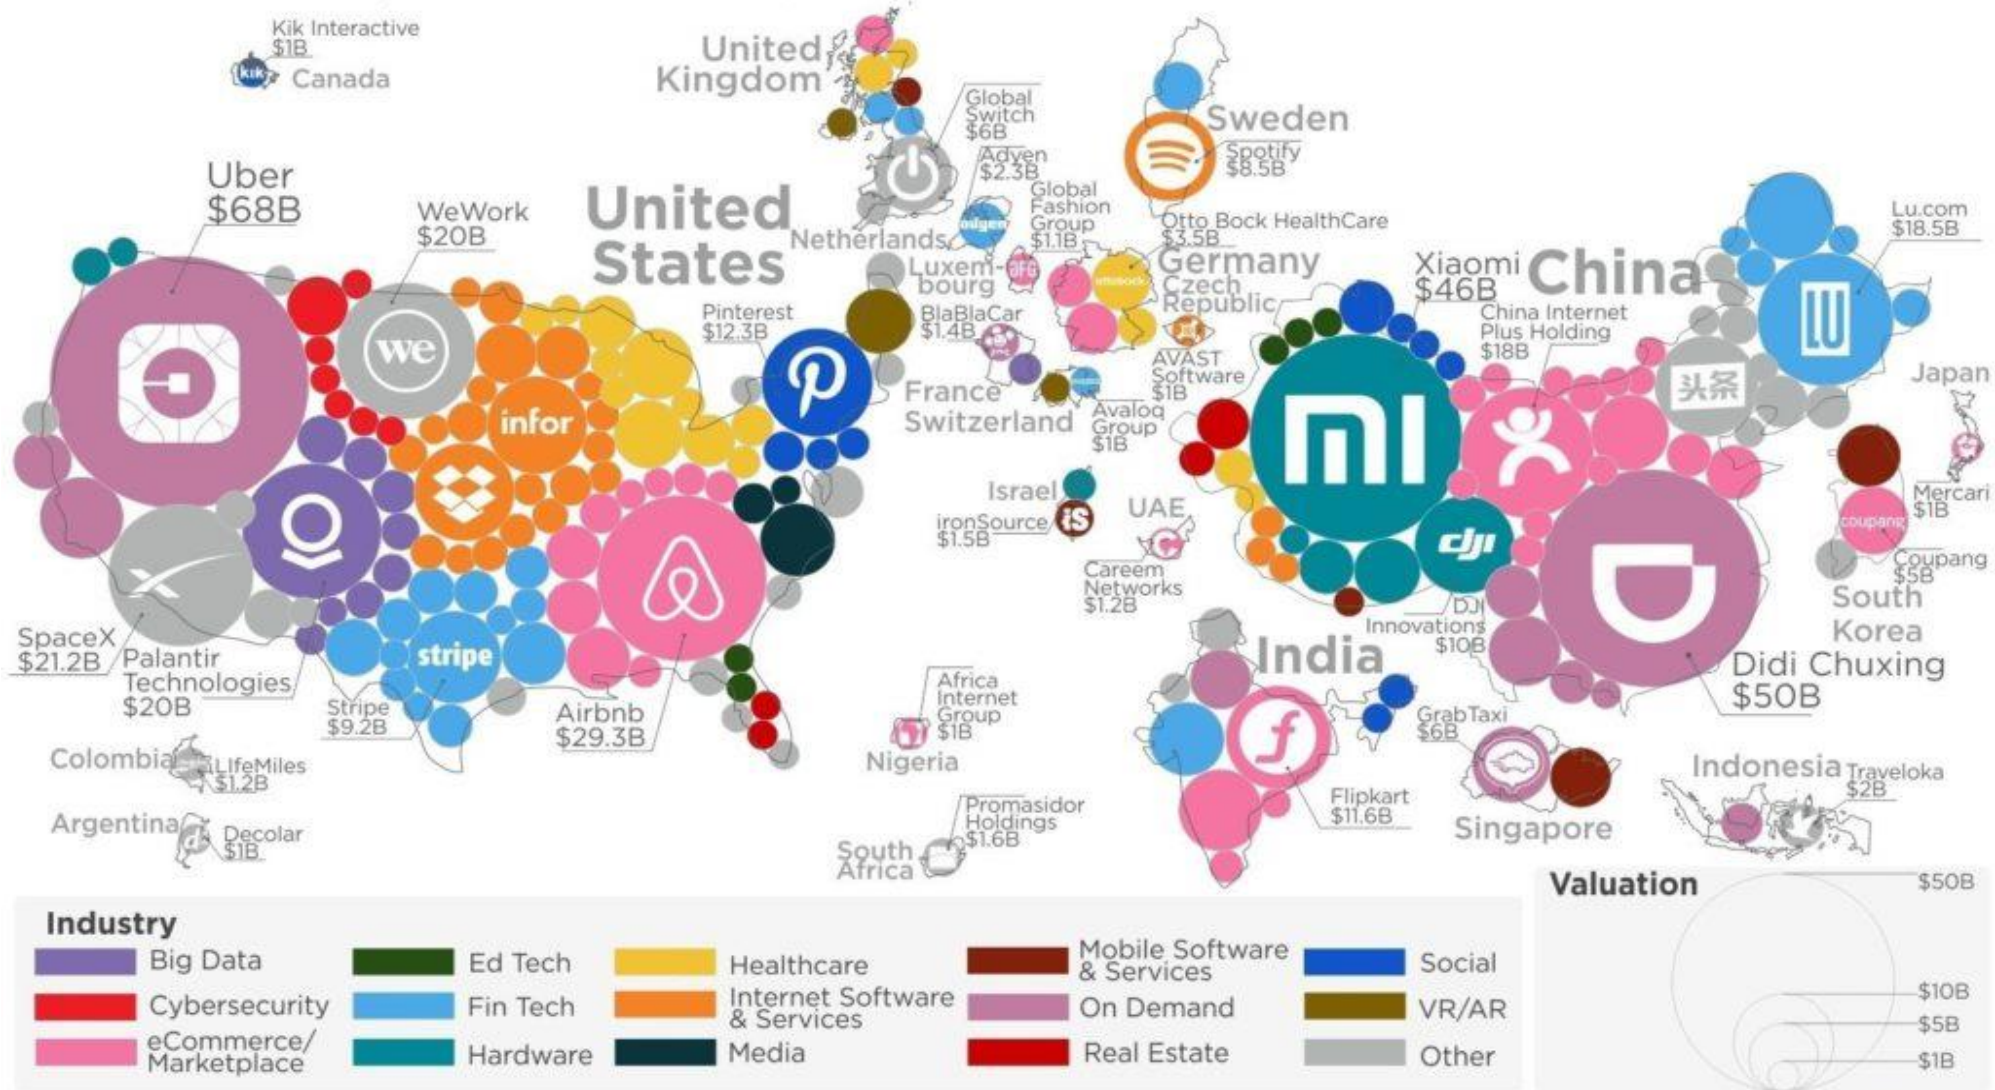 Kik Interactive
$1B
kik
Canada
United
Kingdom
Global
Switch
$6B
Adyen
$2.3B
Sweden
Spotify
$8.5B
Uber
$68B
WeWork
$20B
we
United
States
Netherlands
adyen
Global
Fashion
Group
$1.1B
GFG
Luxem-
bourg
Otto Bock HealthCare
$3.5B
ottobock
Germany
Czech
Republic
AVAST
Software
$1B
Pinterest
$12.3B
BlaBlaCar
$1.4B
France
Switzerland
Avaloq
Group
$1B
infor
Xiaomi
$46B
China
China Internet
Plus Holding
$18B
Lu.com
$18.5B
LU
头条
MI
dji
DJI
Innovations
$10B
Japan
Mercari
$1B
coupang
Coupang
$5B
South
Korea
Israel
ironSource
$1.5B
iS
UAE
Careem
Networks
$1.2B
SpaceX
$21.2B
Palantir
Technologies
$20B
stripe
Stripe
$9.2B
Airbnb
$29.3B
Didi Chuxing
$50B
India
f
Flipkart
$11.6B
GrabTaxi
$6B
Singapore
Indonesia
Traveloka
$2B
Africa
Internet
Group
$1B
Nigeria
Colombia
LIfeMiles
$1.2B
Argentina
Decolar
$1B
Promasidor
Holdings
$1.6B
South
Africa
Industry
Big Data
Cybersecurity
eCommerce/
Marketplace
Ed Tech
Fin Tech
Hardware
Healthcare
Internet Software
& Services
Media
Mobile Software
& Services
On Demand
Real Estate
Social
VR/AR
Other
Valuation
$50B
$10B
$5B
$1B